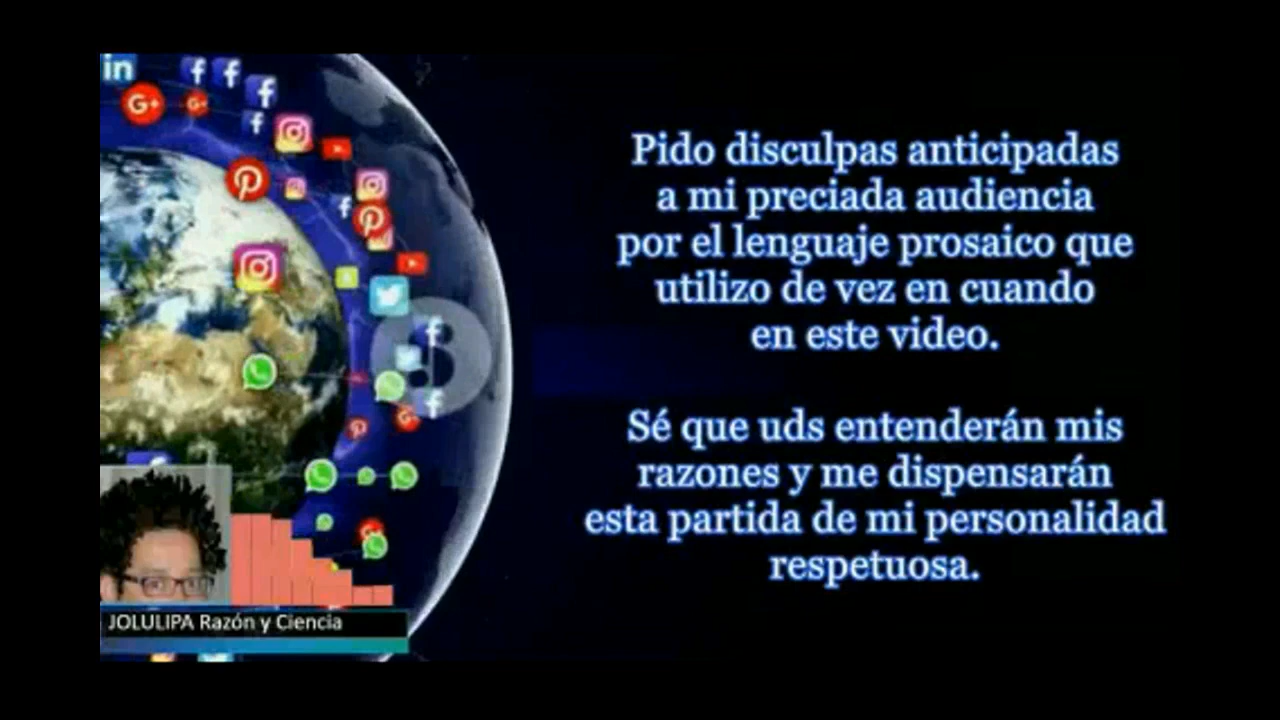 Pido disculpas anticipadas
a mi preciada audiencia
por el lenguaje prosaico que
utilizo de vez en cuando
en este video.
Sé que uds entenderán mis
razones y me dispensarán
esta partida de mi personalidad
respetuosa.
in
G+
G+
JOLULIPA Razón y Ciencia